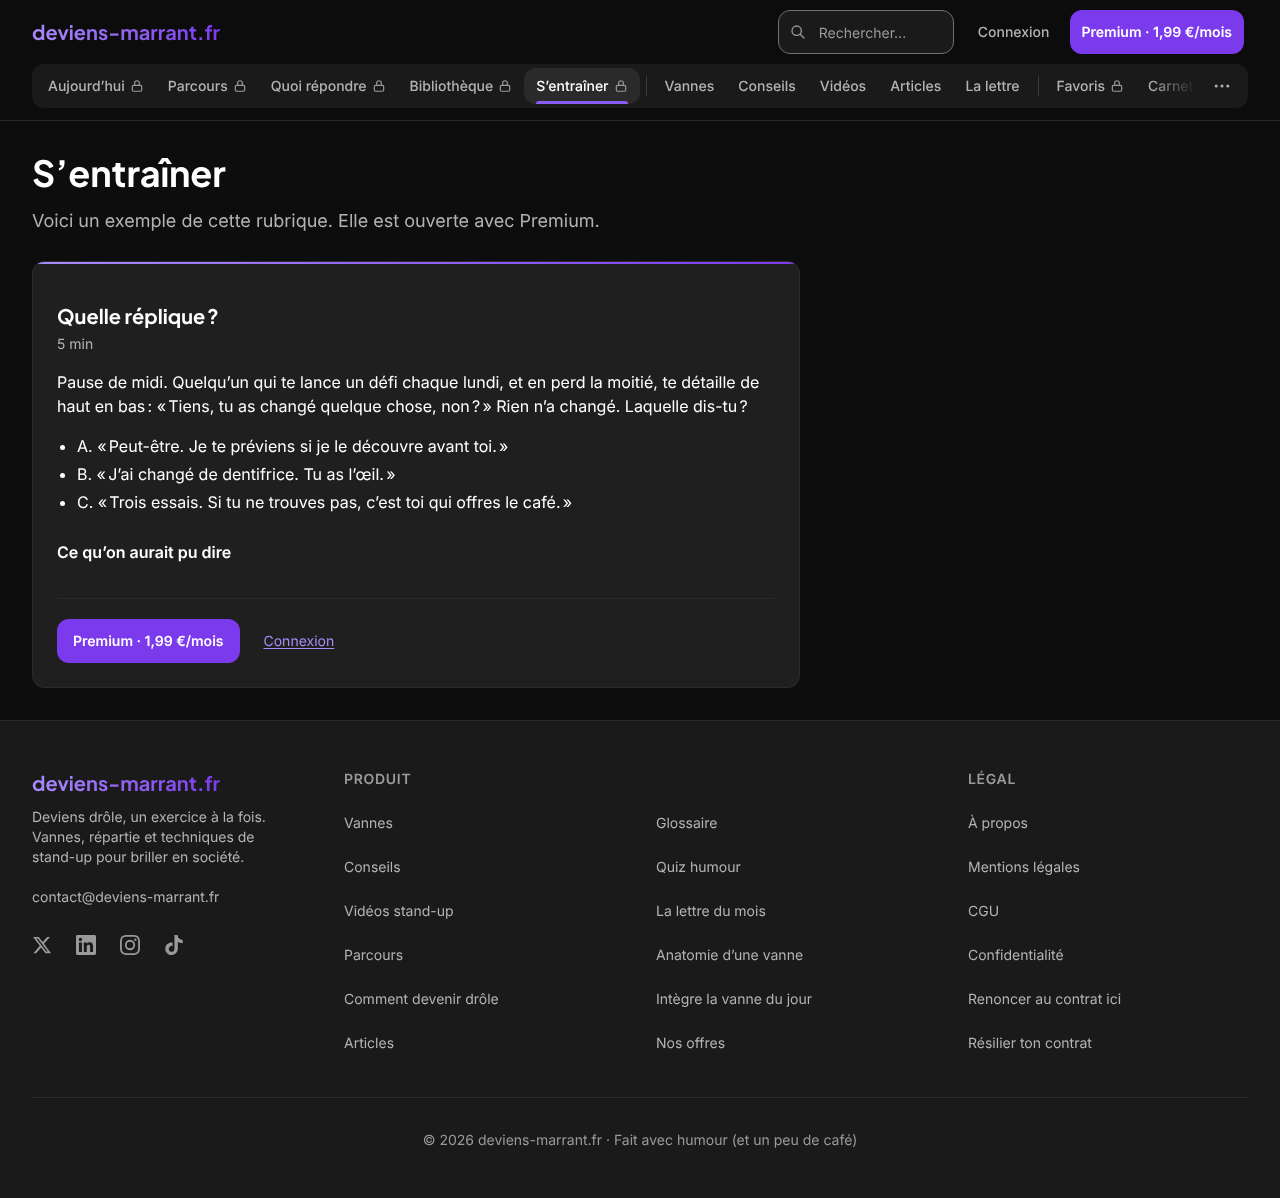 deviens-marrant.fr
Rechercher...
Connexion
Premium · 1,99 €/mois
Aujourd’hui
Parcours
Quoi répondre
Bibliothèque
S’entraîner
Vannes
Conseils
Vidéos
Articles
La lettre
Favoris
Carnet
S’entraîner
Voici un exemple de cette rubrique. Elle est ouverte avec Premium.
Quelle réplique ?
5 min
Pause de midi. Quelqu’un qui te lance un défi chaque lundi, et en perd la moitié, te détaille de
haut en bas : « Tiens, tu as changé quelque chose, non ? » Rien n’a changé. Laquelle dis-tu ?
• A. « Peut-être. Je te préviens si je le découvre avant toi. »
• B. « J’ai changé de dentifrice. Tu as l’œil. »
• C. « Trois essais. Si tu ne trouves pas, c’est toi qui offres le café. »
Ce qu’on aurait pu dire
Premium · 1,99 €/mois
Connexion
deviens-marrant.fr
Deviens drôle, un exercice à la fois.
Vannes, répartie et techniques de
stand-up pour briller en société.
contact@deviens-marrant.fr
PRODUIT
Vannes
Conseils
Vidéos stand-up
Parcours
Comment devenir drôle
Articles
Glossaire
Quiz humour
La lettre du mois
Anatomie d’une vanne
Intègre la vanne du jour
Nos offres
LÉGAL
À propos
Mentions légales
CGU
Confidentialité
Renoncer au contrat ici
Résilier ton contrat
© 2026 deviens-marrant.fr · Fait avec humour (et un peu de café)